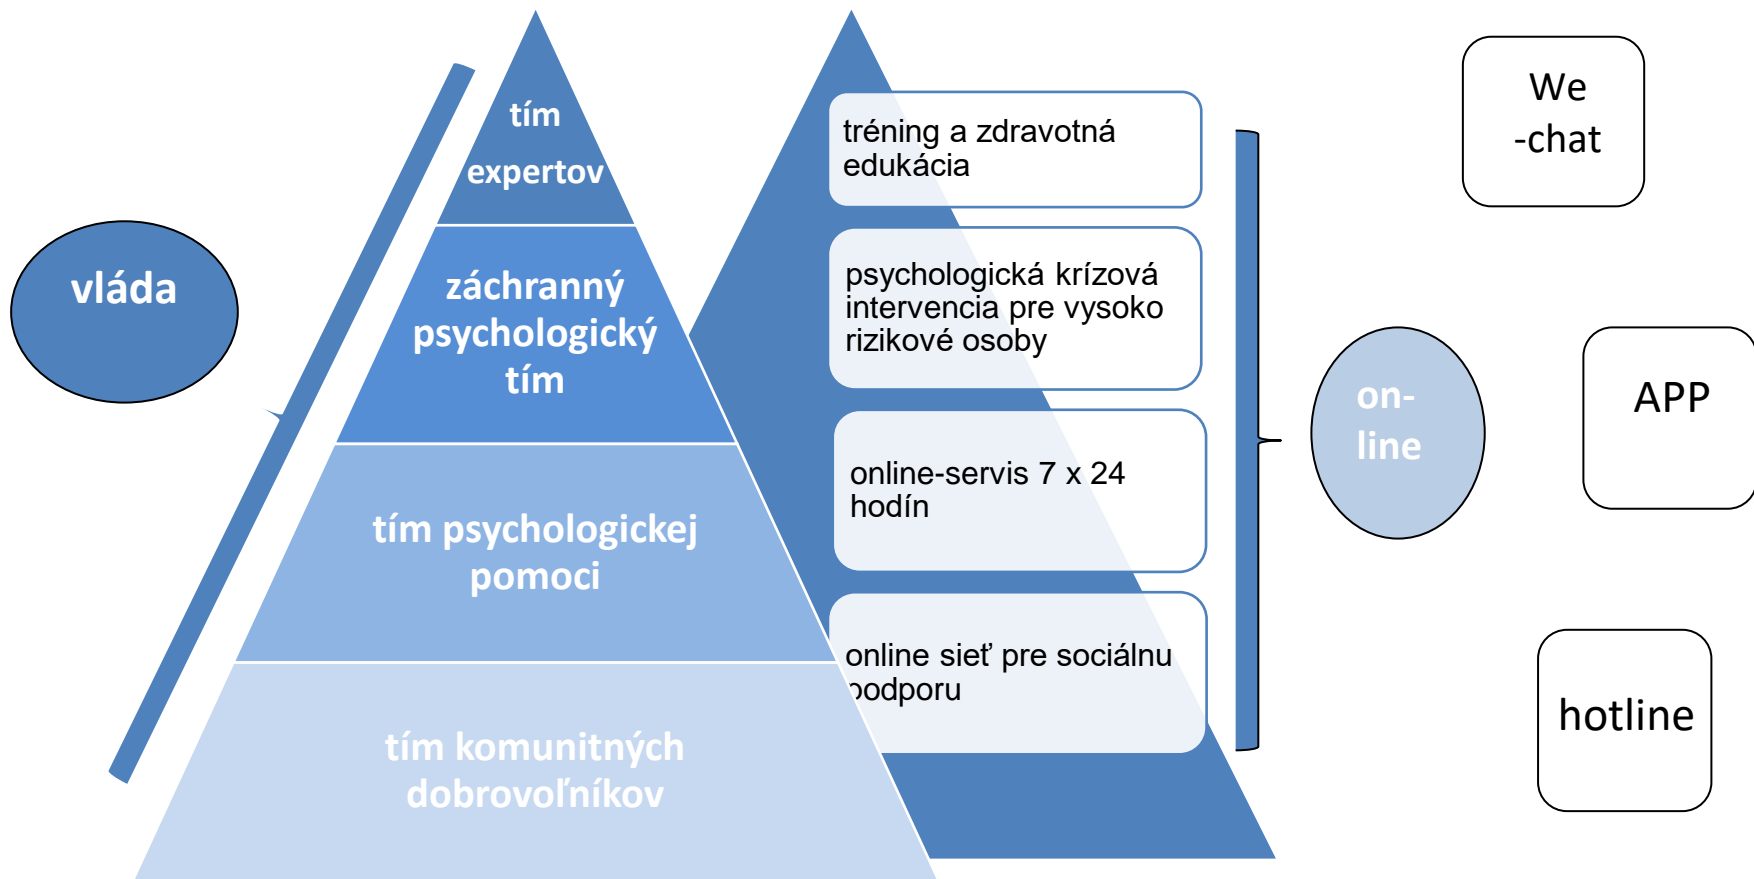 vláda
tím
expertov
záchranný
psychologický
tím
tím psychologickej
pomoci
tím komunitných
dobrovoľníkov
tréning a zdravotná
edukácia
psychologická krízová
intervencia pre vysoko
rizikové osoby
online-servis 7 x 24
hodín
online sieť pre sociálnu
podporu
on-
line
We
-chat
APP
hotline